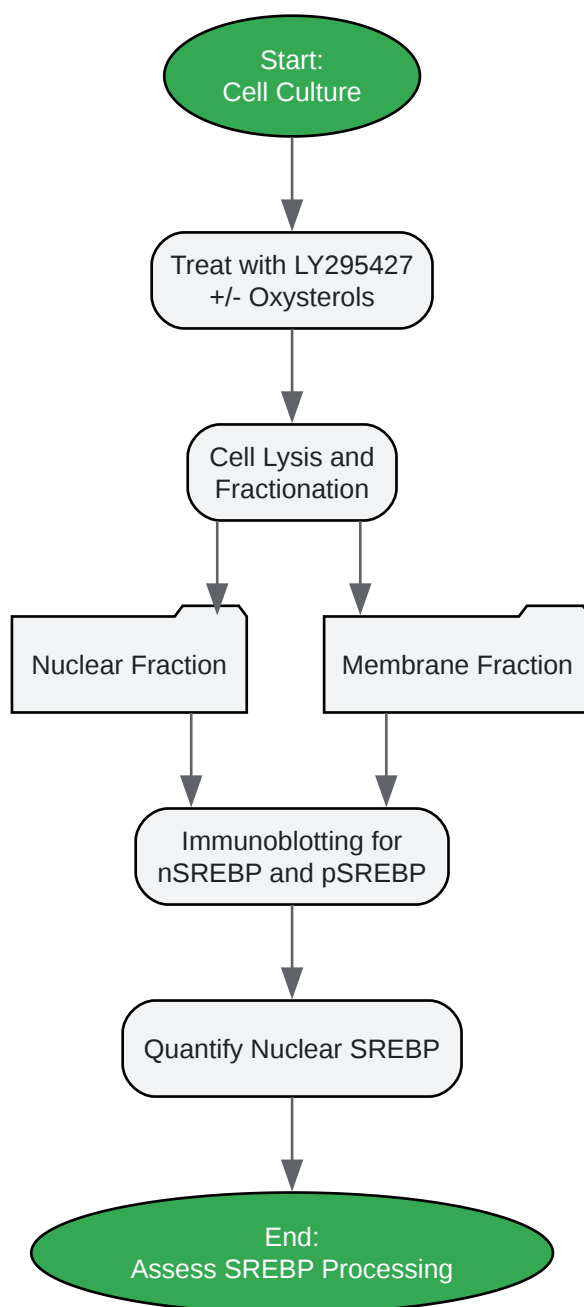 Start:
Cell Culture
Treat with LY295427
+/- Oxysterols
Cell Lysis and
Fractionation
Nuclear Fraction
Membrane Fraction
Immunoblotting for
nSREBP and pSREBP
Quantify Nuclear SREBP
End:
Assess SREBP Processing